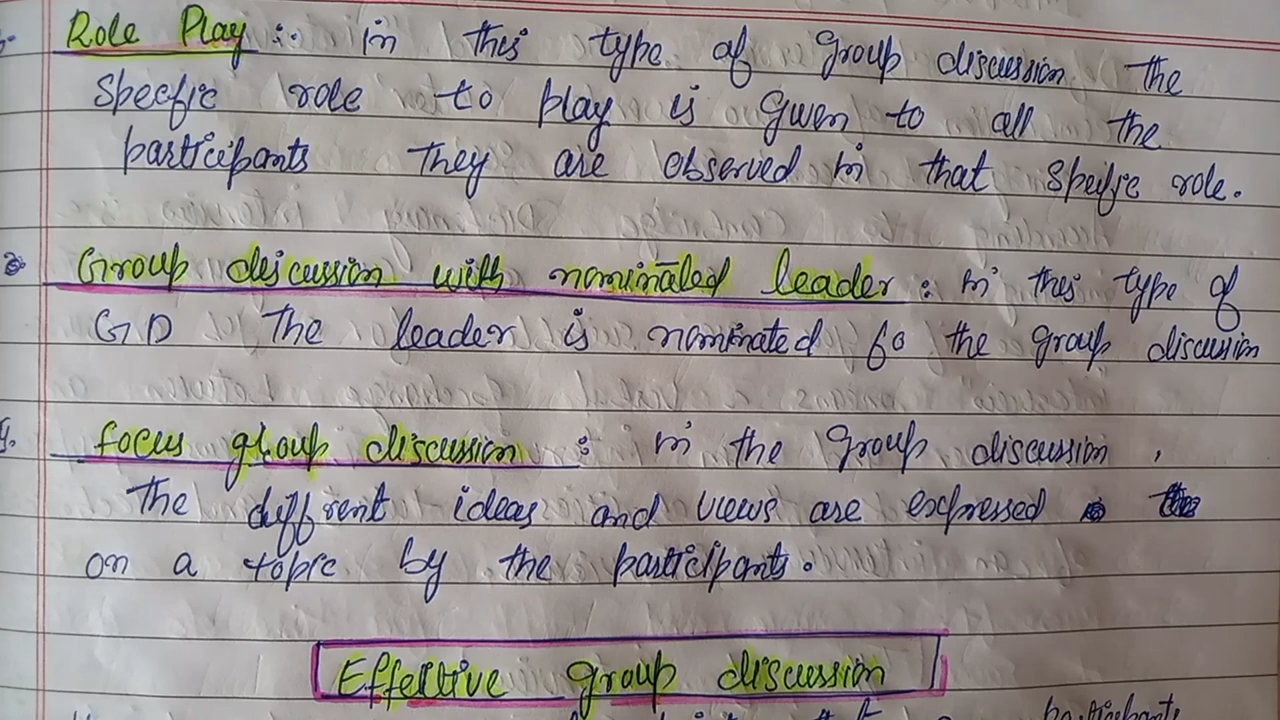 Role Play :- in this type of group discussion the
specific role to play is given to all the
participants They are observed in that specific role.
Group discussion with nominated leader : in this type of
GD The leader is nominated fo the group discussion
focus group discussion : in the group discussion ,
The different ideas and views are expressed
on a topic by the participants.
Effective group discussion
participants